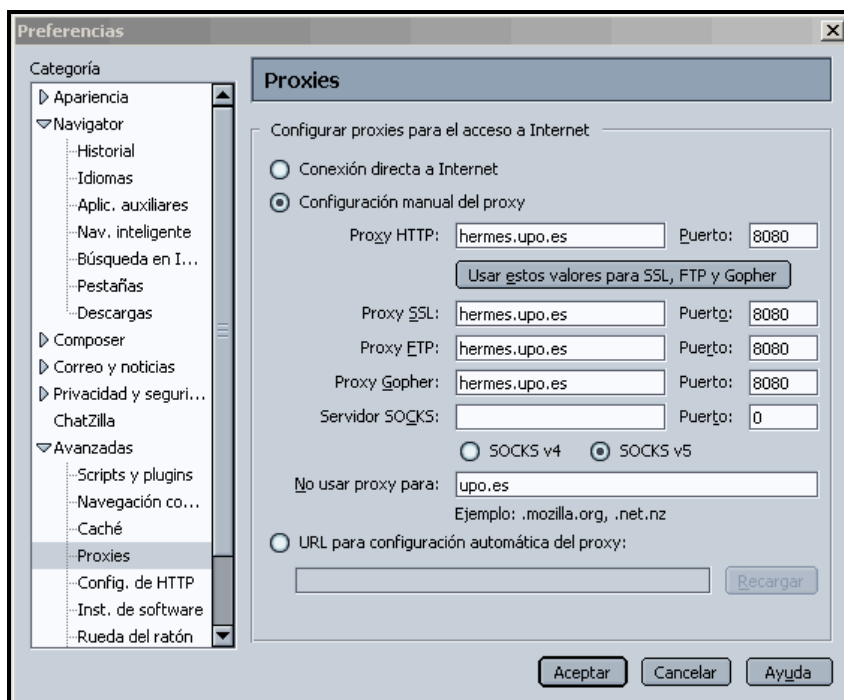 Preferencias
Categoría
Apariencia
Navigator
Historial
Idiomas
Aplic. auxiliares
Nav. inteligente
Búsqueda en I...
Pestañas
Descargas
Composer
Correo y noticias
Privacidad y seguri...
ChatZilla
Avanzadas
Scripts y plugins
Navegación co...
Caché
Proxies
Config. de HTTP
Inst. de software
Rueda del ratón
Proxies
Configurar proxies para el acceso a Internet
Conexión directa a Internet
Configuración manual del proxy
Proxy HTTP: hermes.upo.es Puerto: 8080
Usar estos valores para SSL, FTP y Gopher
Proxy SSL: hermes.upo.es Puerto: 8080
Proxy FTP: hermes.upo.es Puerto: 8080
Proxy Gopher: hermes.upo.es Puerto: 8080
Servidor SOCKS: Puerto: 0
SOCKS v4 SOCKS v5
No usar proxy para: upo.es
Ejemplo: .mozilla.org, .net.nz
URL para configuración automática del proxy:
Recargar
Aceptar Cancelar Ayuda